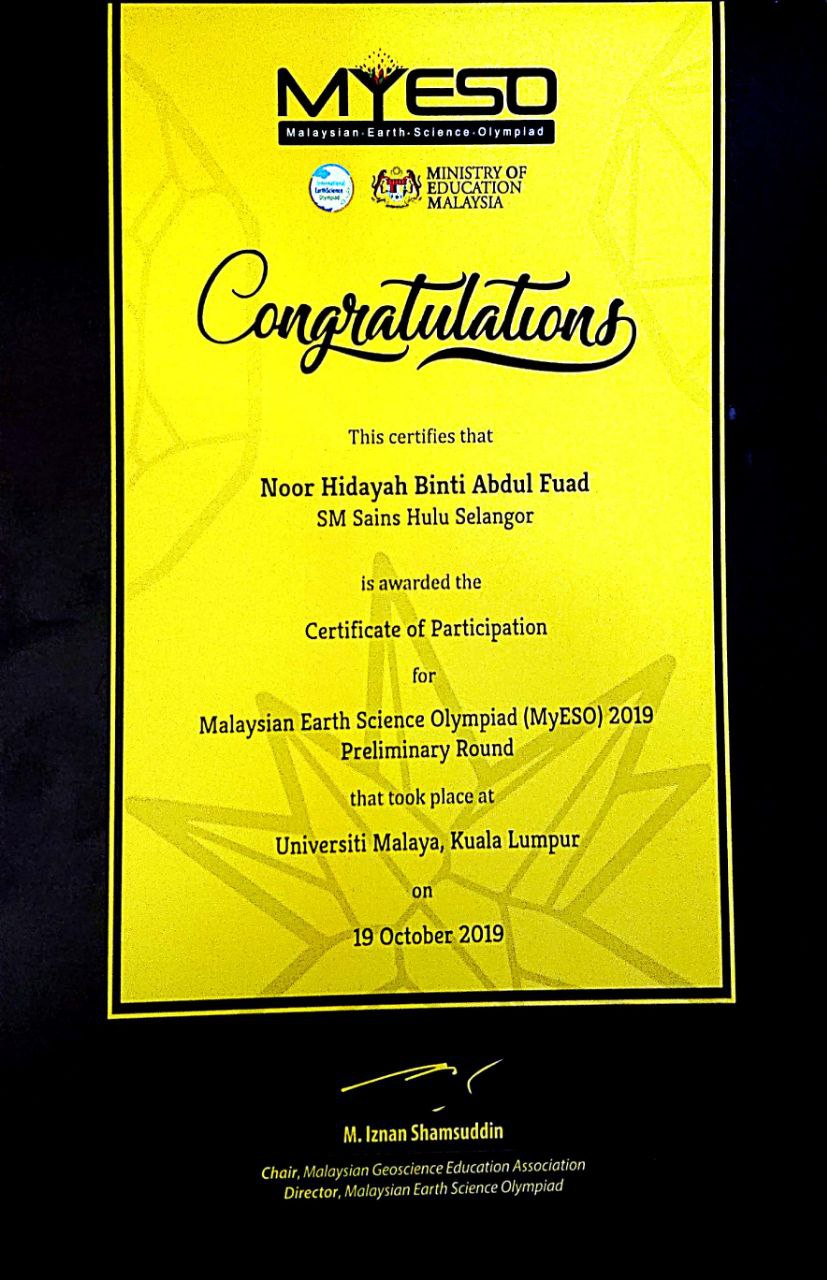 MYESO
Malaysian·Earth·Science·Olympiad
International
Earth Science
Olympiad
MINISTRY OF
EDUCATION
MALAYSIA
Congratulations
This certifies that
Noor Hidayah Binti Abdul Fuad
SM Sains Hulu Selangor
is awarded the
Certificate of Participation
for
Malaysian Earth Science Olympiad (MyESO) 2019
Preliminary Round
that took place at
Universiti Malaya, Kuala Lumpur
on
19 October 2019
M. Iznan Shamsuddin
Chair, Malaysian Geoscience Education Association
Director, Malaysian Earth Science Olympiad